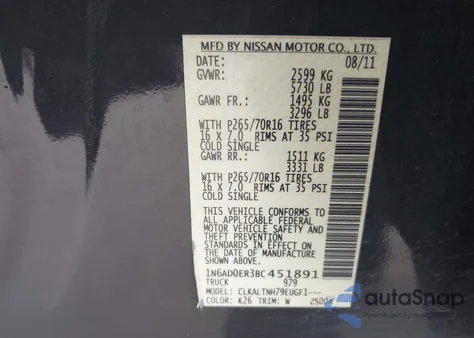 MFD BY NISSAN MOTOR CO., LTD.
DATE: 08/11
GVWR: 2599 KG
5730 LB
GAWR FR.: 1495 KG
3296 LB
WITH P265/70R16 TIRES
16 X 7.0 RIMS AT 35 PSI
COLD SINGLE
GAWR RR.: 1511 KG
3331 LB
WITH P265/70R16 TIRES
16 X 7.0 RIMS AT 35 PSI
COLD SINGLE
THIS VEHICLE CONFORMS TO
ALL APPLICABLE FEDERAL
MOTOR VEHICLE SAFETY AND
THEFT PREVENTION
STANDARDS IN EFFECT ON
THE DATE OF MANUFACTURE
SHOWN ABOVE.
1N6AD0ER3BC451891
TRUCK 979
MODEL: CLKALTNH79EUGF1---
COLOR: K26 TRIM: W
autoSnap